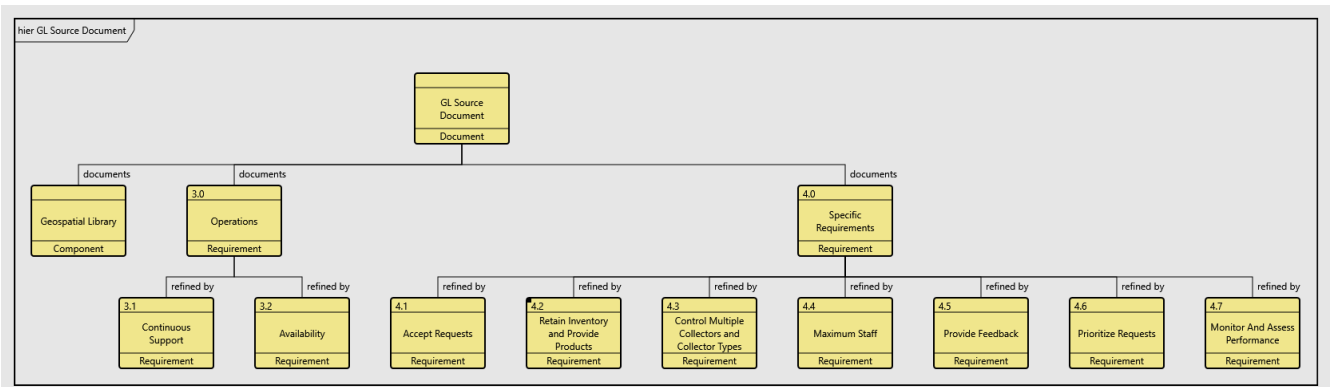 hier GL Source Document
GL Source
Document
Document
documents
documents
documents
Geospatial Library
Component
3.0
Operations
Requirement
4.0
Specific
Requirements
Requirement
refined by
refined by
refined by
refined by
refined by
refined by
refined by
refined by
refined by
3.1
Continuous
Support
Requirement
3.2
Availability
Requirement
4.1
Accept Requests
Requirement
4.2
Retain Inventory
and Provide
Products
Requirement
4.3
Control Multiple
Collectors and
Collector Types
Requirement
4.4
Maximum Staff
Requirement
4.5
Provide Feedback
Requirement
4.6
Prioritize Requests
Requirement
4.7
Monitor And Assess
Performance
Requirement